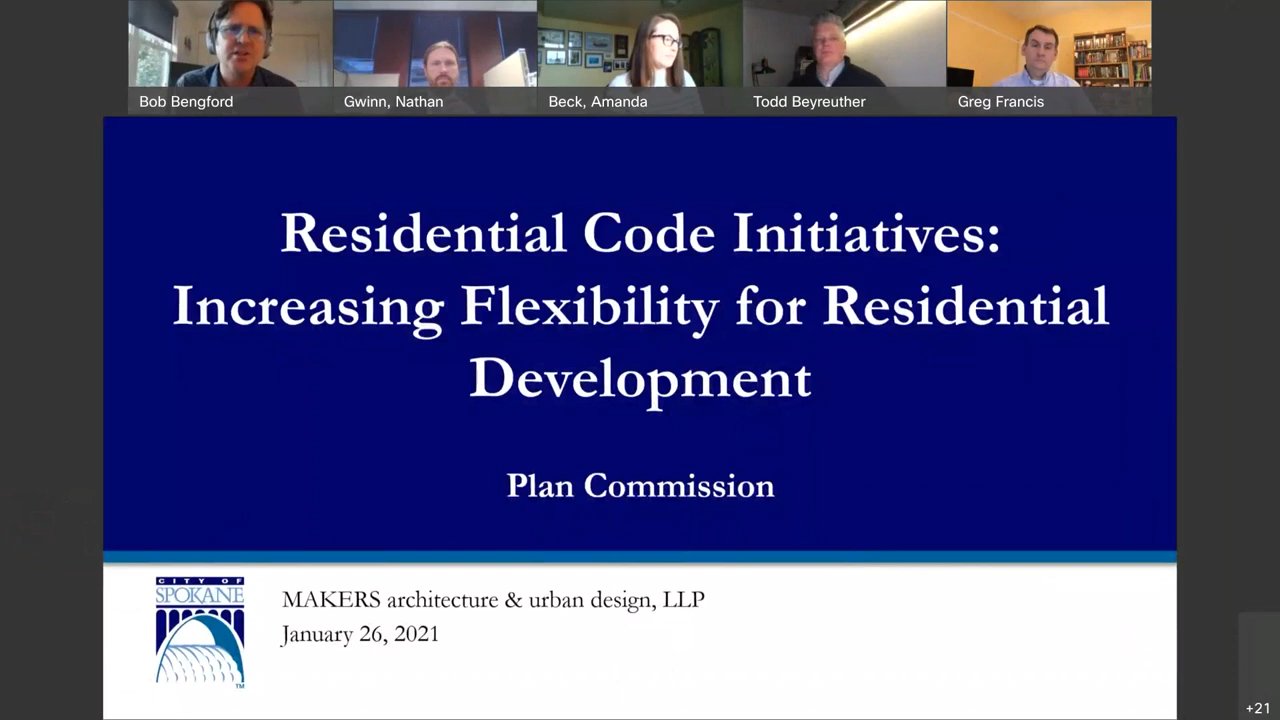 Bob Bengford
Gwinn, Nathan
Beck, Amanda
Todd Beyreuther
Greg Francis
Residential Code Initiatives:
Increasing Flexibility for Residential
Development
Plan Commission
CITY OF
SPOKANE
TM
MAKERS architecture & urban design, LLP
January 26, 2021
+21